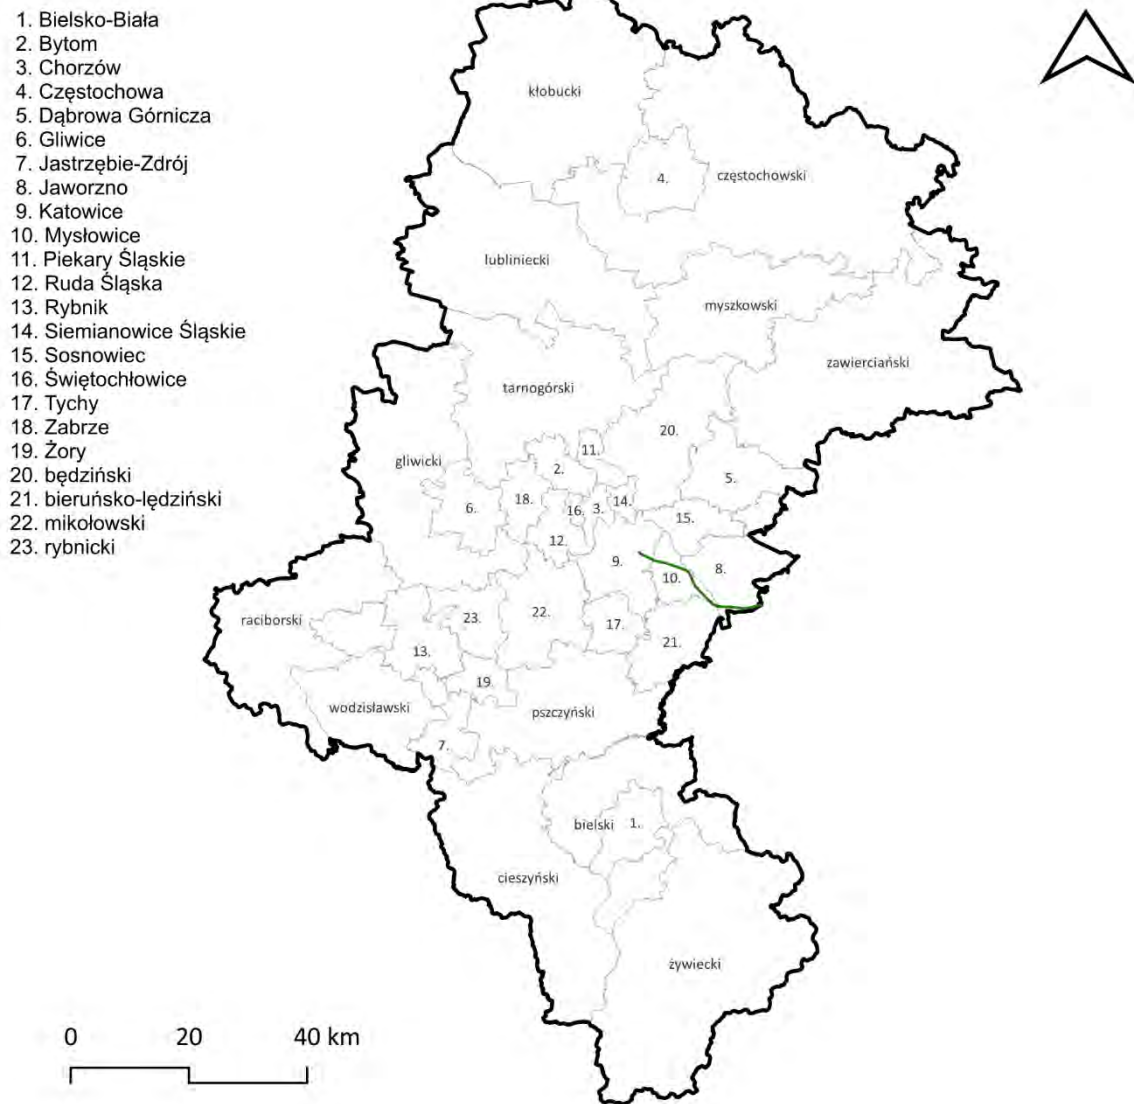 1. Bielsko-Biała
2. Bytom
3. Chorzów
4. Częstochowa
5. Dąbrowa Górnicza
6. Gliwice
7. Jastrzębie-Zdrój
8. Jaworzno
9. Katowice
10. Mysłowice
11. Piekary Śląskie
12. Ruda Śląska
13. Rybnik
14. Siemianowice Śląskie
15. Sosnowiec
16. Świętochłowice
17. Tychy
18. Zabrze
19. Żory
20. będziński
21. bieruńsko-lędziński
22. mikołowski
23. rybnicki
kłobucki
4.
częstochowski
lubliniecki
myszkowski
zawierciański
tarnogórski
20.
11.
gliwicki
2.
5.
18.
14.
6.
16.
3.
15.
12.
9.
8.
10.
raciborski
23.
22.
17.
21.
13.
19.
wodzisławski
pszczyński
7.
bielski
1.
cieszyński
żywiecki
0 20 40 km